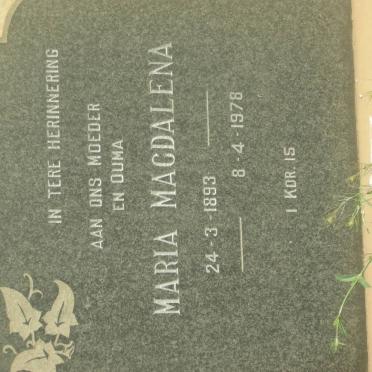 IN TERE HERINNERING
AAN ONS MOEDER
EN OUMA
MARIA MAGDALENA
24-3-1893
8-4-1978
I KOR. 15